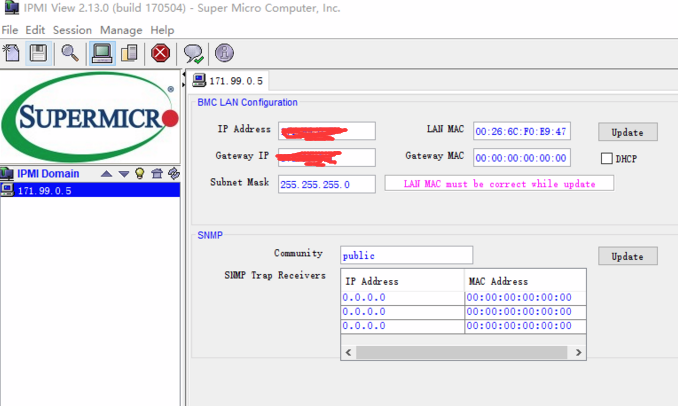 IPMI View 2.13.0 (build 170504) - Super Micro Computer, Inc.
File Edit Session Manage Help
171.99.0.5
SUPERMICR
®
IPMI Domain
171.99.0.5
BMC LAN Configuration
IP Address
LAN MAC 00:26:6C:F0:E9:47 Update
Gateway IP
Gateway MAC 00:00:00:00:00:00 DHCP
Subnet Mask 255.255.255.0 LAN MAC must be correct while update
SNMP
Community public Update
SNMP Trap Receivers
IP Address MAC Address
0.0.0.0 00:00:00:00:00:00
0.0.0.0 00:00:00:00:00:00
0.0.0.0 00:00:00:00:00:00